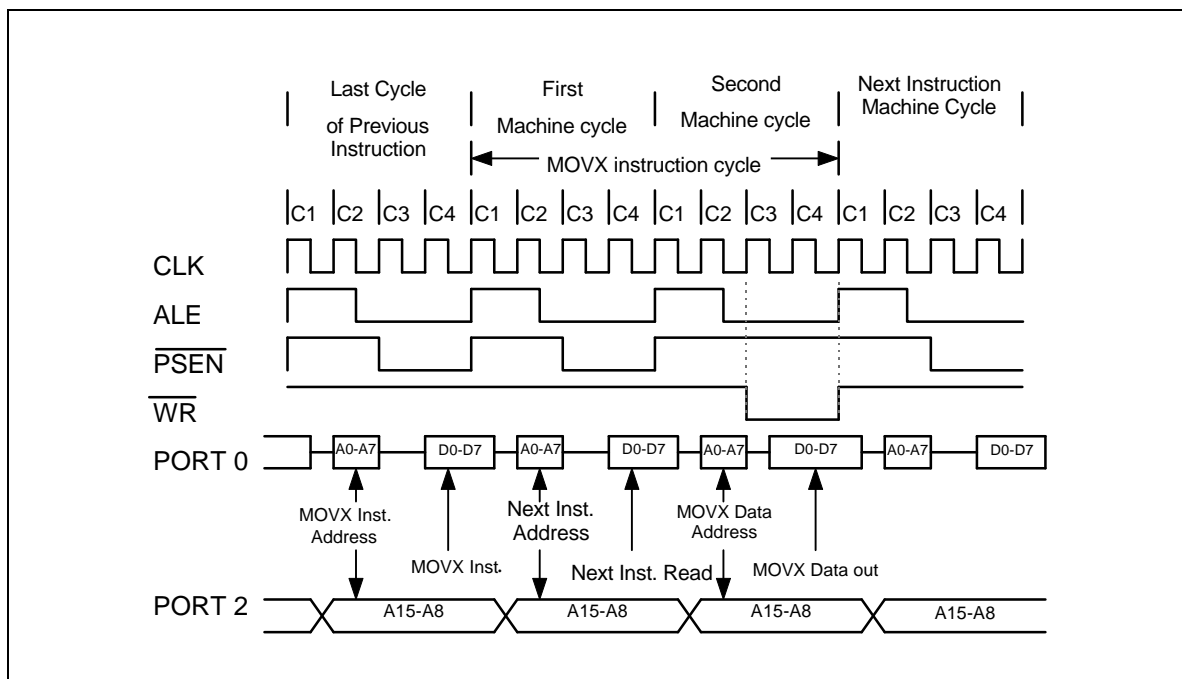 Last Cycle
of Previous
Instruction
First
Machine cycle
Second
Machine cycle
Next Instruction
Machine Cycle
MOVX instruction cycle
C1 C2 C3 C4 C1 C2 C3 C4 C1 C2 C3 C4 C1 C2 C3 C4
CLK
ALE
PSEN
WR
PORT 0
A0-A7 D0-D7 A0-A7 D0-D7 A0-A7 D0-D7 A0-A7 D0-D7
MOVX Inst.
Address
MOVX Inst.
Next Inst.
Address
Next Inst. Read
MOVX Data
Address
MOVX Data out
PORT 2
A15-A8 A15-A8 A15-A8 A15-A8